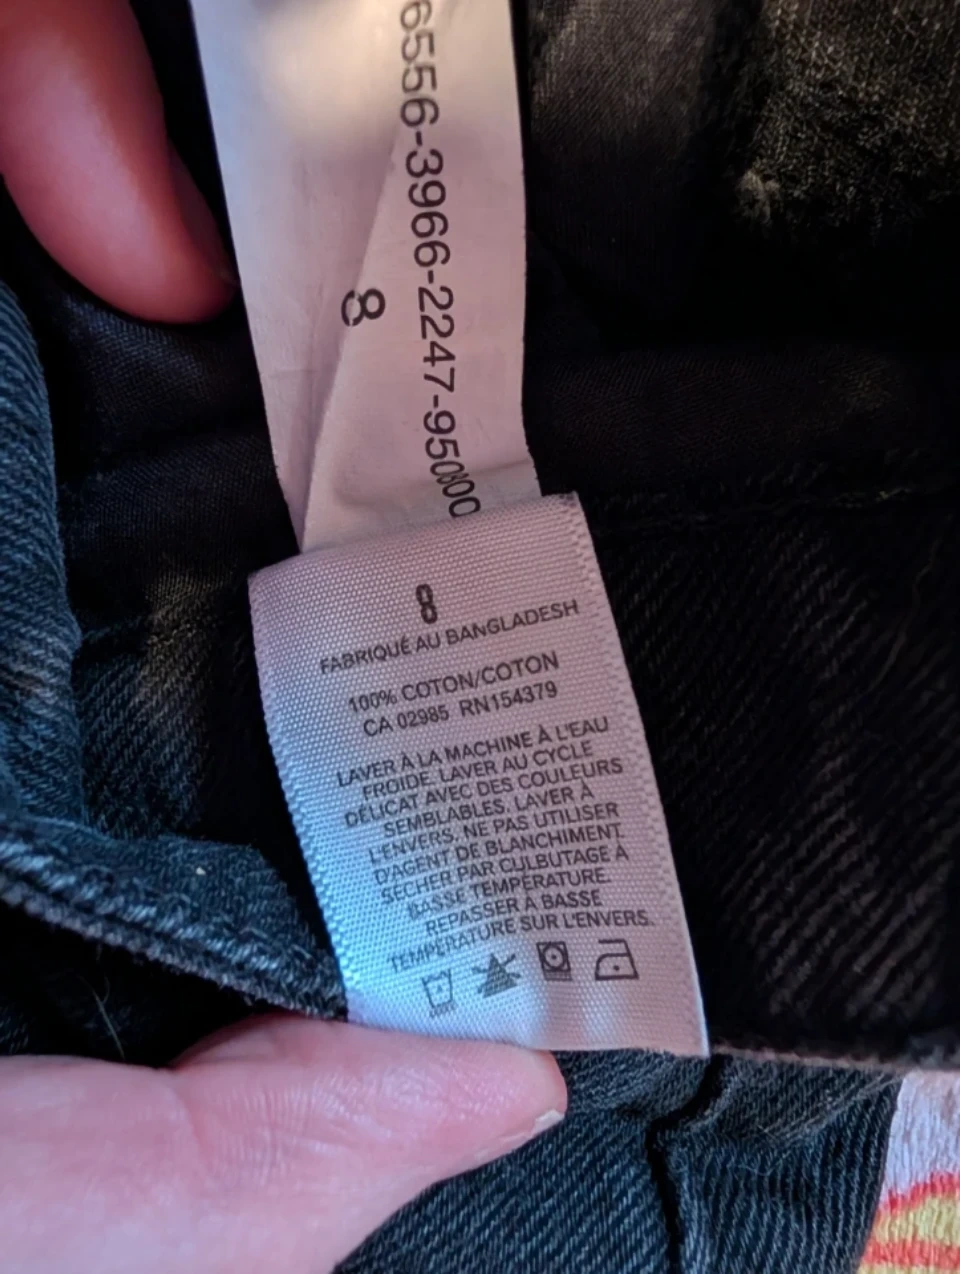 6556-3966-2247-950800
8
8
FABRIQUÉ AU BANGLADESH
100% COTON/COTON
CA 02985 RN154379
LAVER À LA MACHINE À L'EAU
FROIDE. LAVER AU CYCLE
DÉLICAT AVEC DES COULEURS
SEMBLABLES. LAVER À
L'ENVERS. NE PAS UTILISER
D'AGENT DE BLANCHIMENT.
SÉCHER PAR CULBUTAGE À
BASSE TEMPÉRATURE.
REPASSER À BASSE
TEMPÉRATURE SUR L'ENVERS.